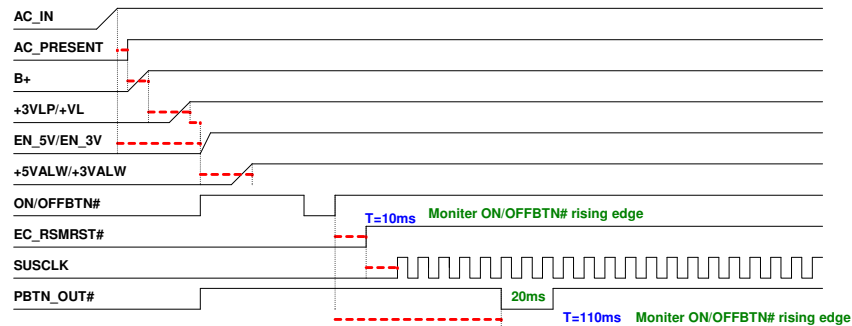 AC_IN
AC_PRESENT
B+
+3VLP/+VL
EN_5V/EN_3V
+5VALW/+3VALW
ON/OFFBTN#
T=10ms Moniter ON/OFFBTN# rising edge
EC_RSMRST#
SUSCLK
PBTN_OUT# 20ms
T=110ms Moniter ON/OFFBTN# rising edge